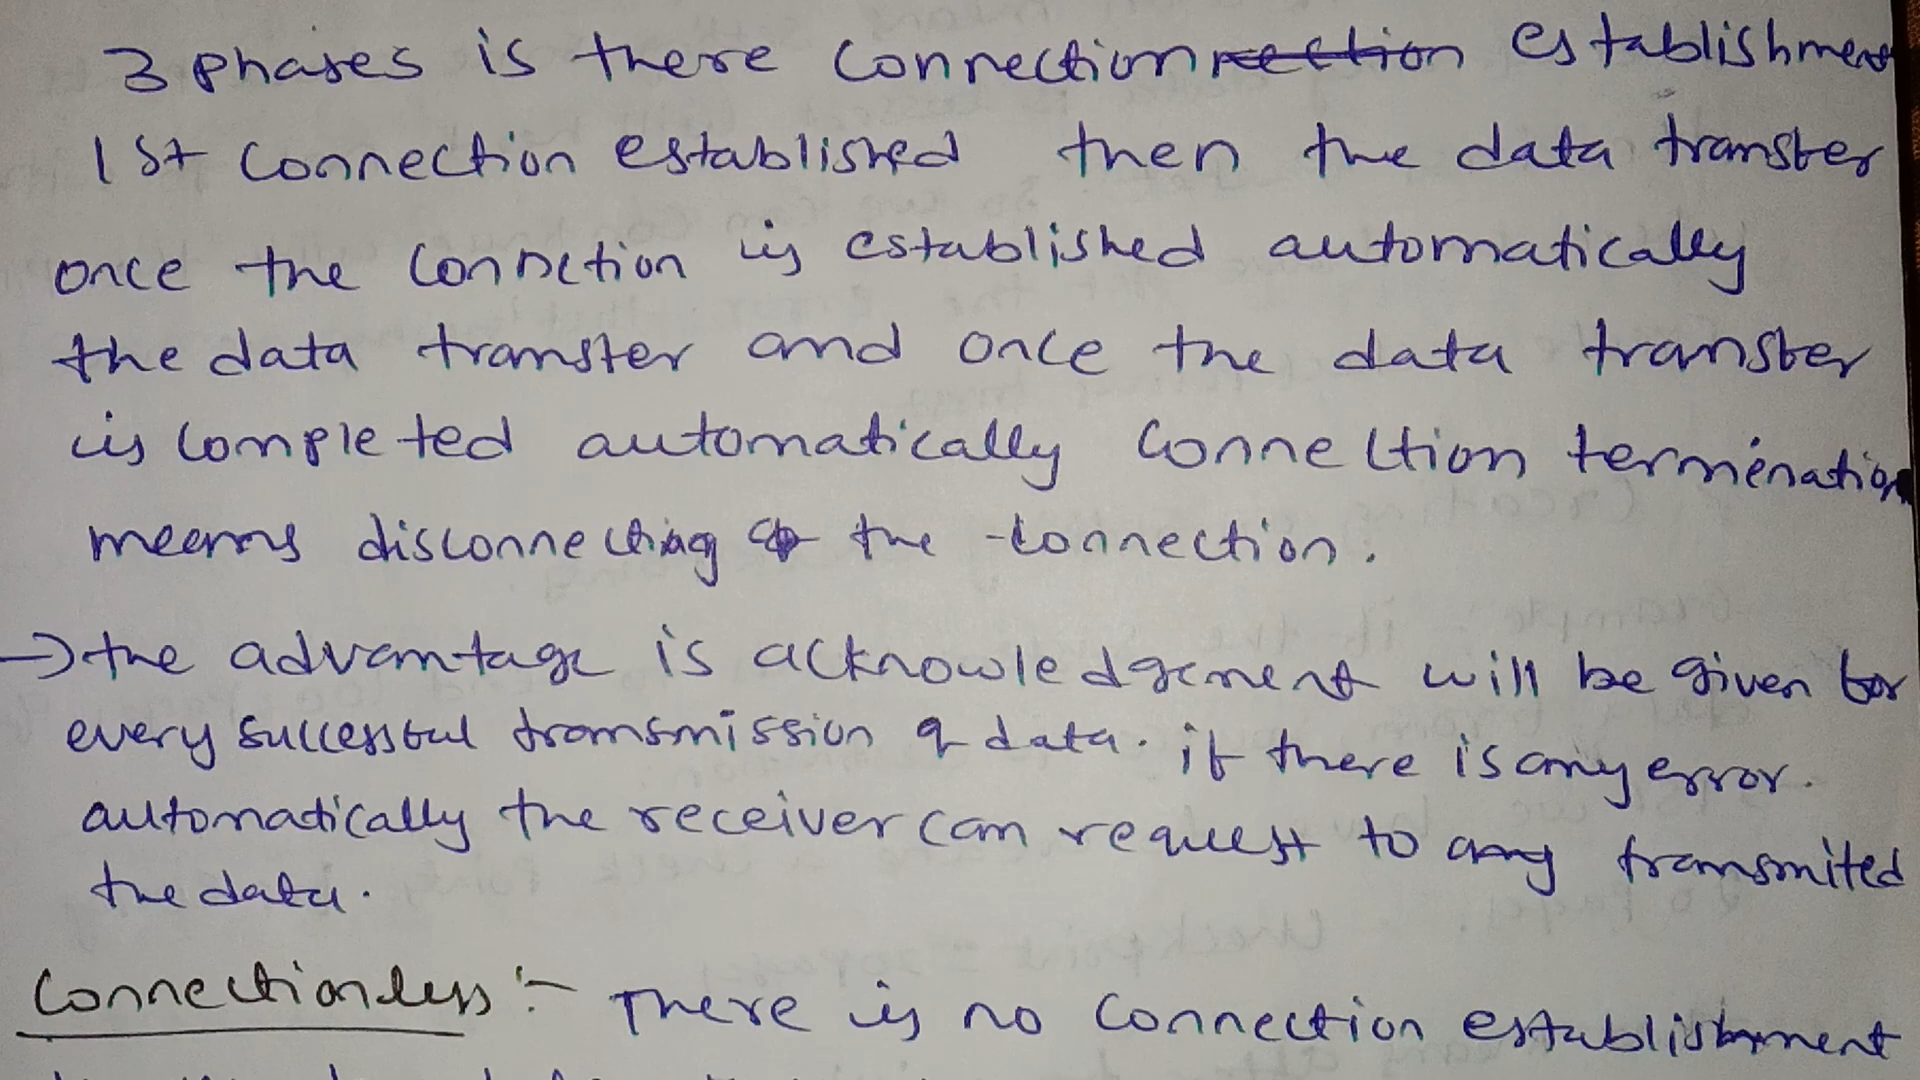 3 phases is there connection establishment
1st connection established then the data transfer
once the connction is established automatically
the data transfer and once the data transfer
is completed automatically connection termination
means disconnecting the connection.
→ the advantage is acknowledgement will be given for
every successful transmission of data. if there is any error.
automatically the receiver can request to any transmited
the data.
Connectionless :- There is no connection establishment